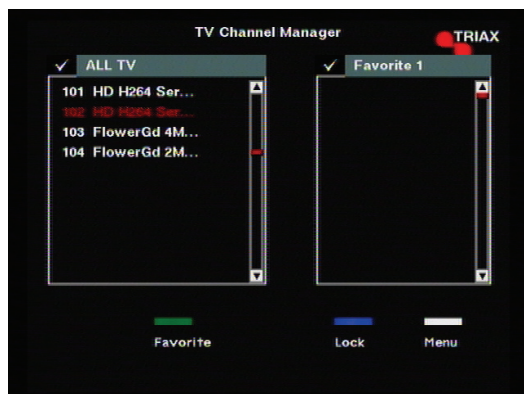 TV Channel Manager
TRIAX
ALL TV
101 HD H264 Ser...
102 HD H264 Ser...
103 FlowerGd 4M...
104 FlowerGd 2M...
Favorite 1
Favorite
Lock
Menu